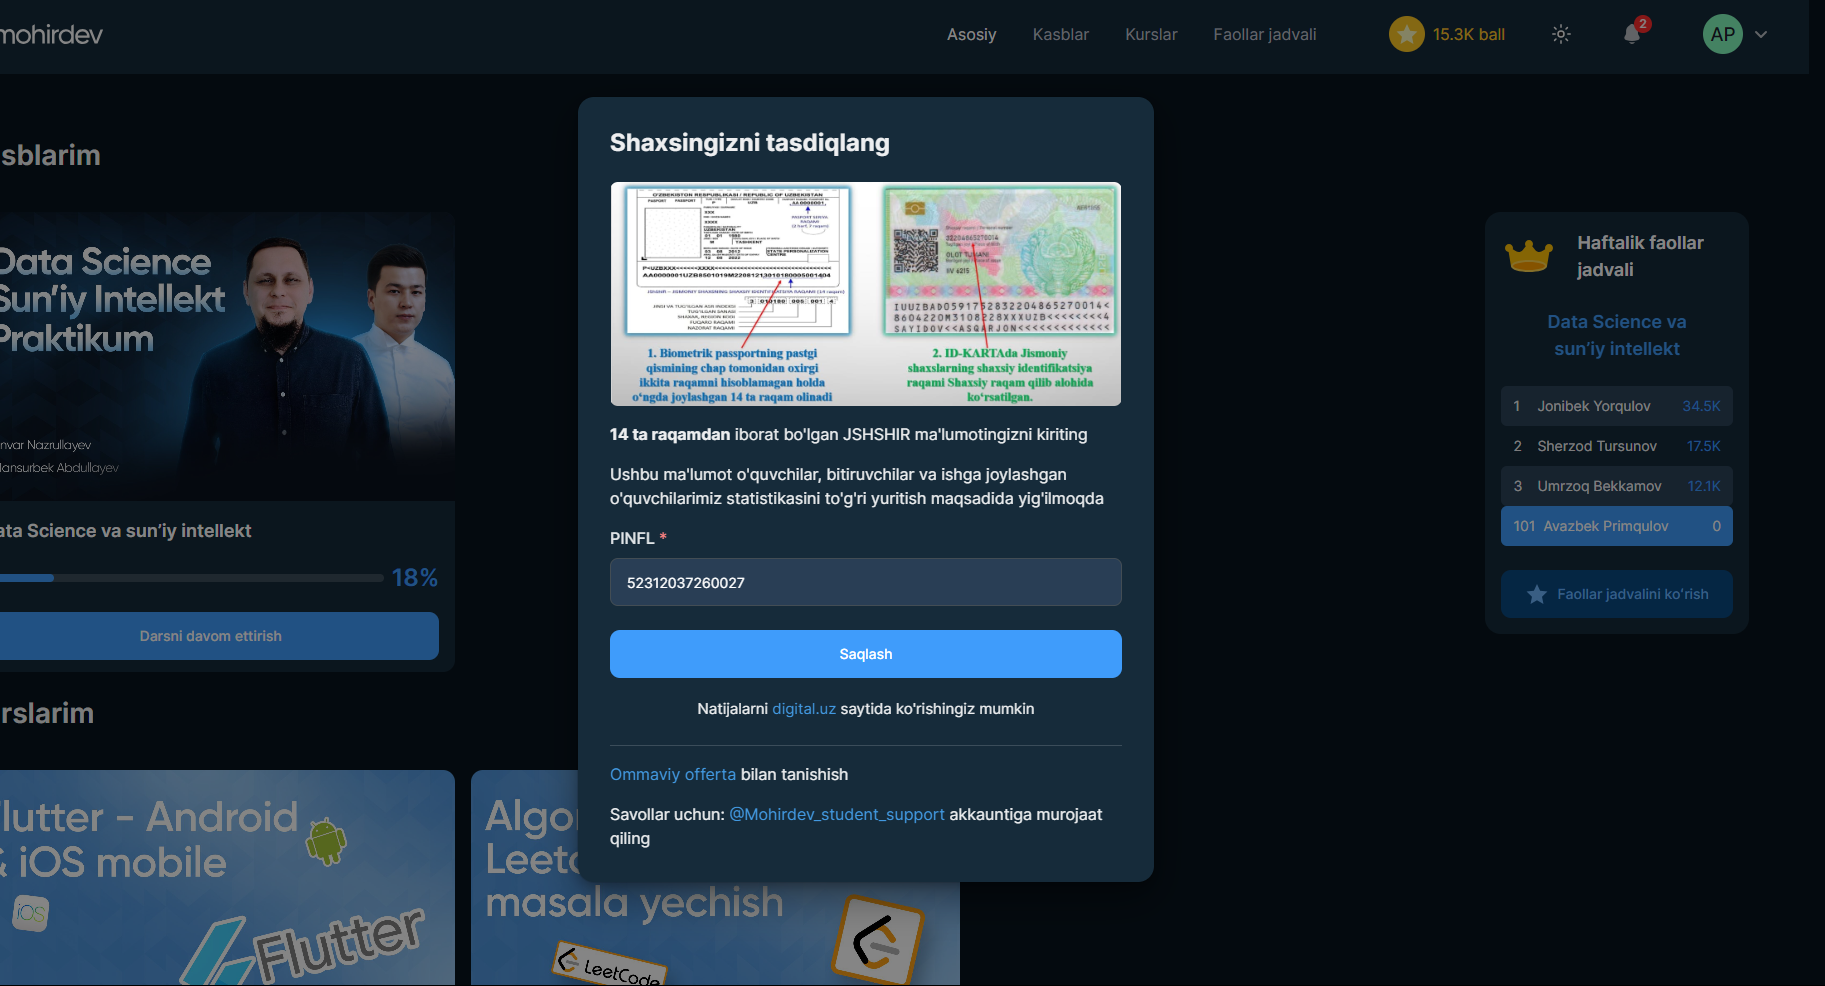 mohirdev
Asosiy
Kasblar
Kurslar
Faollar jadvali
15.3K ball
2
AP
sblarim
Data Science
Sun'iy Intellekt
Praktikum
nvar Nazrullayev
Mansurbek Abdullayev
ata Science va sun'iy intellekt
18%
Darsni davom ettirish
rslarim
lutter - Android
& iOS mobile
iOS
Flutter
Algo
Leetc
masala yechish
LeetCode
Shaxsingizni tasdiqlang
O'ZBEKISTON RESPUBLIKASI / REPUBLIC OF UZBEKISTAN
1. Biometrik passportning pastgi
qismining chap tomonidan oxirgi
ikkita raqamni hisoblamagan holda
o'ngda joylashgan 14 ta raqam olinadi
2. ID-KARTAda Jismoniy
shaxslarning shaxsiy identifikatsiya
raqami Shaxsiy raqam qilib alohida
ko'rsatilgan.
14 ta raqamdan iborat bo'lgan JSHSHIR ma'lumotingizni kiriting
Ushbu ma'lumot o'quvchilar, bitiruvchilar va ishga joylashgan
o'quvchilarimiz statistikasini to'g'ri yuritish maqsadida yig'ilmoqda
PINFL *
52312037260027
Saqlash
Natijalarni digital.uz saytida ko'rishingiz mumkin
Ommaviy offerta bilan tanishish
Savollar uchun: @Mohirdev_student_support akkauntiga murojaat
qiling
Haftalik faollar
jadvali
Data Science va
sun'iy intellekt
1 Jonibek Yorqulov 34.5K
2 Sherzod Tursunov 17.5K
3 Umrzoq Bekkamov 12.1K
101 Avazbek Primqulov 0
Faollar jadvalini ko'rish